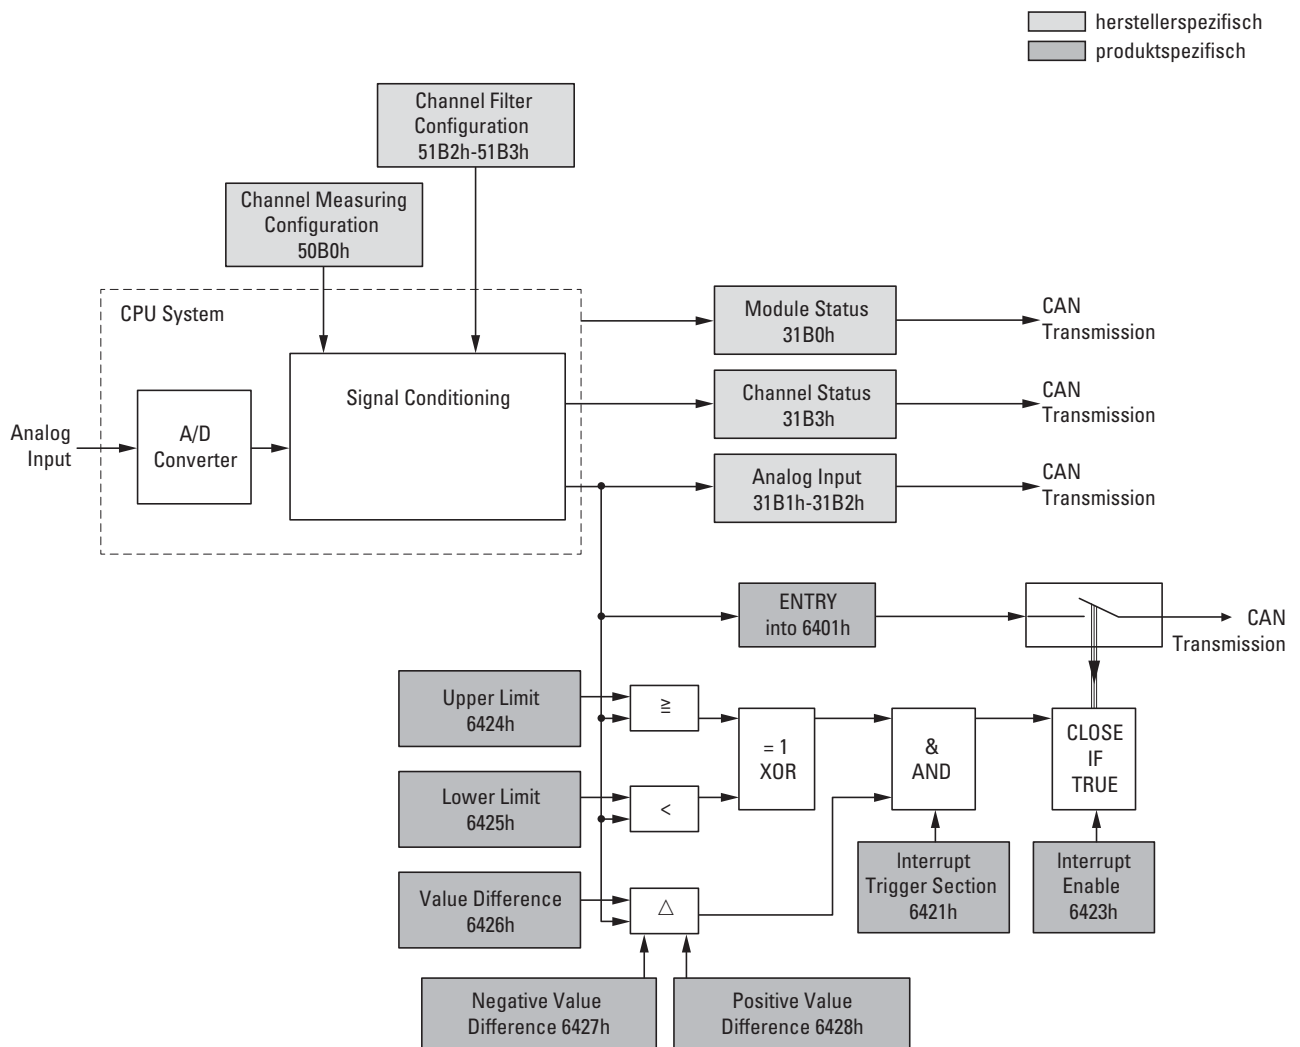 herstellerspezifisch
produktspezifisch
Channel Filter
Configuration
51B2h-51B3h
Channel Measuring
Configuration
50B0h
CPU System
Module Status
31B0h
CAN
Transmission
Signal Conditioning
Channel Status
31B3h
CAN
Transmission
Analog
Input
A/D
Converter
Analog Input
31B1h-31B2h
CAN
Transmission
ENTRY
into 6401h
CAN
Transmission
Upper Limit
6424h
≧
= 1
XOR
&
AND
CLOSE
IF
TRUE
Lower Limit
6425h
<
Value Difference
6426h
△
Interrupt
Trigger Section
6421h
Interrupt
Enable
6423h
Negative Value
Difference 6427h
Positive Value
Difference 6428h